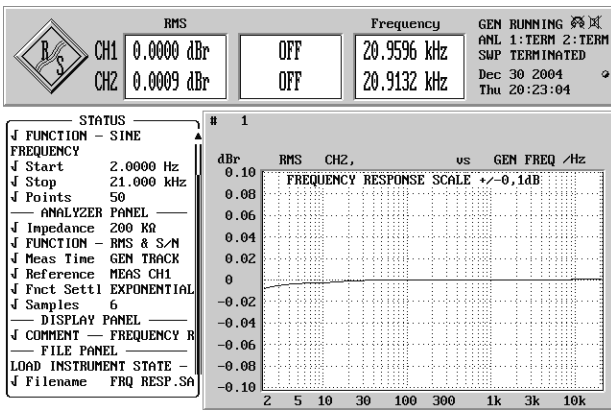 RMS Frequency GEN RUNNING
R S CH1 0.0000 dBr OFF 20.9596 kHz ANL 1:TERM 2:TERM
SWP TERMINATED
CH2 0.0009 dBr OFF 20.9132 kHz Dec 30 2004
Thu 20:23:04
STATUS
FUNCTION - SINE
FREQUENCY
Start 2.0000 Hz
Stop 21.000 kHz
Points 50
ANALYZER PANEL
Impedance 200 KΩ
FUNCTION - RMS & S/N
Meas Time GEN TRACK
Reference MEAS CH1
Fnct Settl EXPONENTIAL
Samples 6
DISPLAY PANEL
COMMENT — FREQUENCY R
FILE PANEL
LOAD INSTRUMENT STATE -
Filename FRQ RESP.SA
# 1
dBr RMS CH2, vs GEN FREQ /Hz
FREQUENCY RESPONSE SCALE +/-0,1dB
0.10
0.08
0.06
0.04
0.02
0
-0.02
-0.04
-0.06
-0.08
-0.10
2 5 10 30 100 300 1k 3k 10k